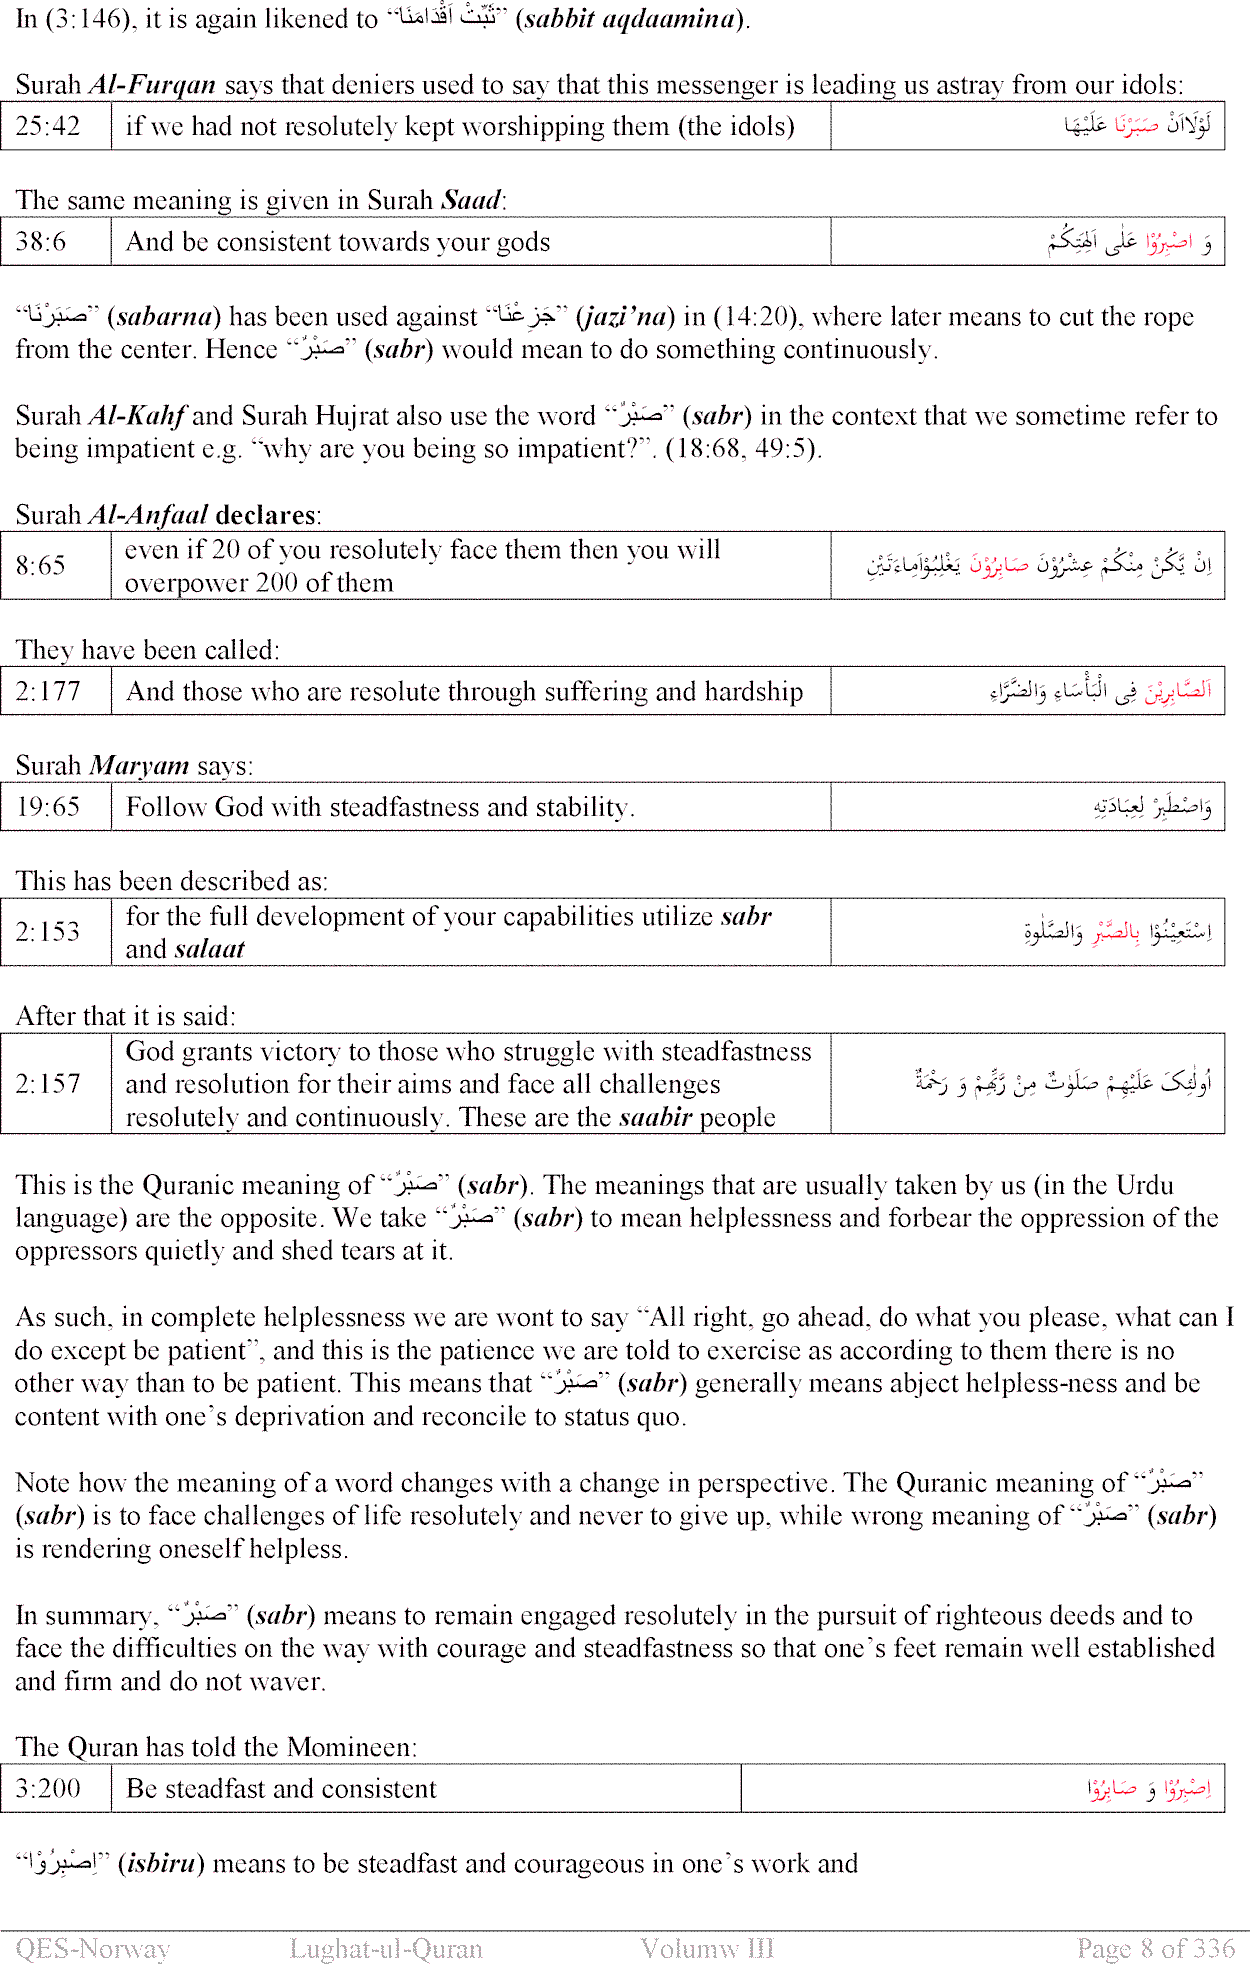 In (3:146), it is again likened to “ثَبِّتْ اَقْدَامَنَا” (sabbit aqdaamina).
Surah Al-Furqan says that deniers used to say that this messenger is leading us astray from our idols:
25:42 if we had not resolutely kept worshipping them (the idols) لَوْلَاۤاَنْ صَبَرْنَا عَلَيْهَا
The same meaning is given in Surah Saad:
38:6 And be consistent towards your gods وَ اصْبِرُوْا عَلٰى اٰلِهَتِكُمْ
“صَبَرْنَا” (sabarna) has been used against “جَزِعْنَا” (jazi’na) in (14:20), where later means to cut the rope
from the center. Hence “صَبْرٌ” (sabr) would mean to do something continuously.
Surah Al-Kahf and Surah Hujrat also use the word “صَبْرٌ” (sabr) in the context that we sometime refer to
being impatient e.g. “why are you being so impatient?”. (18:68, 49:5).
Surah Al-Anfaal declares:
8:65 even if 20 of you resolutely face them then you will
overpower 200 of them اِنْ يَّكُنْ مِنْكُمْ عِشْرُوْنَ صَابِرُوْنَ يَغْلِبُوْامِاءَتَيْنِ
They have been called:
2:177 And those who are resolute through suffering and hardship اَلصَّابِرِيْنَ فِى الْبَأْسَاءِ وَالضَّرَّاءِ
Surah Maryam says:
19:65 Follow God with steadfastness and stability. وَاصْطَبِرْ لِعِبَادَتِهِ
This has been described as:
2:153 for the full development of your capabilities utilize sabr
and salaat اِسْتَعِيْنُوْا بِالصَّبْرِ وَالصَّلٰوةِ
After that it is said:
2:157 God grants victory to those who struggle with steadfastness
and resolution for their aims and face all challenges
resolutely and continuously. These are the saabir people اُولٰئِکَ عَلَيْهِمْ صَلَوٰتٌ مِنْ رَّبِّهِمْ وَ رَحْمَةٌ
This is the Quranic meaning of “صَبْرٌ” (sabr). The meanings that are usually taken by us (in the Urdu
language) are the opposite. We take “صَبْرٌ” (sabr) to mean helplessness and forbear the oppression of the
oppressors quietly and shed tears at it.
As such, in complete helplessness we are wont to say “All right, go ahead, do what you please, what can I
do except be patient”, and this is the patience we are told to exercise as according to them there is no
other way than to be patient. This means that “صَبْرٌ” (sabr) generally means abject helpless-ness and be
content with one’s deprivation and reconcile to status quo.
Note how the meaning of a word changes with a change in perspective. The Quranic meaning of “صَبْرٌ”
(sabr) is to face challenges of life resolutely and never to give up, while wrong meaning of “صَبْرٌ” (sabr)
is rendering oneself helpless.
In summary, “صَبْرٌ” (sabr) means to remain engaged resolutely in the pursuit of righteous deeds and to
face the difficulties on the way with courage and steadfastness so that one’s feet remain well established
and firm and do not waver.
The Quran has told the Momineen:
3:200 Be steadfast and consistent اِصْبِرُوْا وَ صَابِرُوْا
“اِصْبِرُوْا” (isbiru) means to be steadfast and courageous in one’s work and
QES-Norway Lughat-ul-Quran Volumw III Page 8 of 336